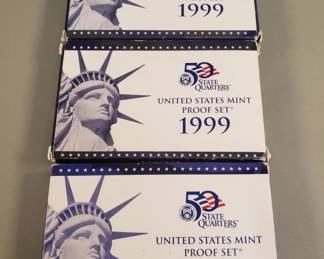 1999
50
STATE
QUARTERS®
UNITED STATES MINT
PROOF SET®
1999
50
STATE
QUARTERS®
UNITED STATES MINT
PROOF SET®